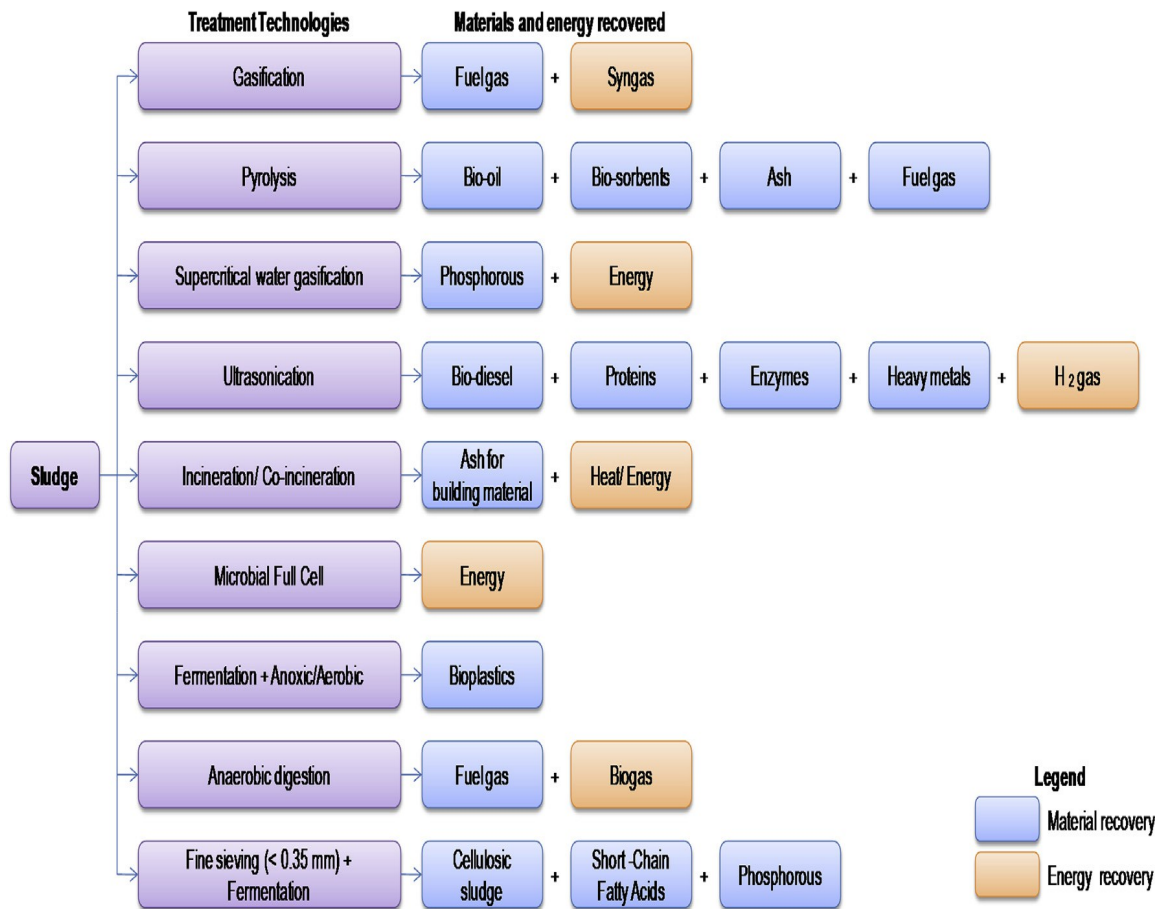 Treatment Technologies
Materials and energy recovered
Gasification
Fuel gas
+
Syngas
Pyrolysis
Bio-oil
+
Bio-sorbents
+
Ash
+
Fuel gas
Supercritical water gasification
Phosphorous
+
Energy
Ultrasonication
Bio-diesel
+
Proteins
+
Enzymes
+
Heavy metals
+
H2 gas
Sludge
Incineration/ Co-incineration
Ash for
building material
+
Heat/ Energy
Microbial Full Cell
Energy
Fermentation + Anoxic/Aerobic
Bioplastics
Anaerobic digestion
Fuel gas
+
Biogas
Fine sieving (< 0.35 mm) +
Fermentation
Cellulosic
sludge
+
Short -Chain
Fatty Acids
+
Phosphorous
Legend
Material recovery
Energy recovery